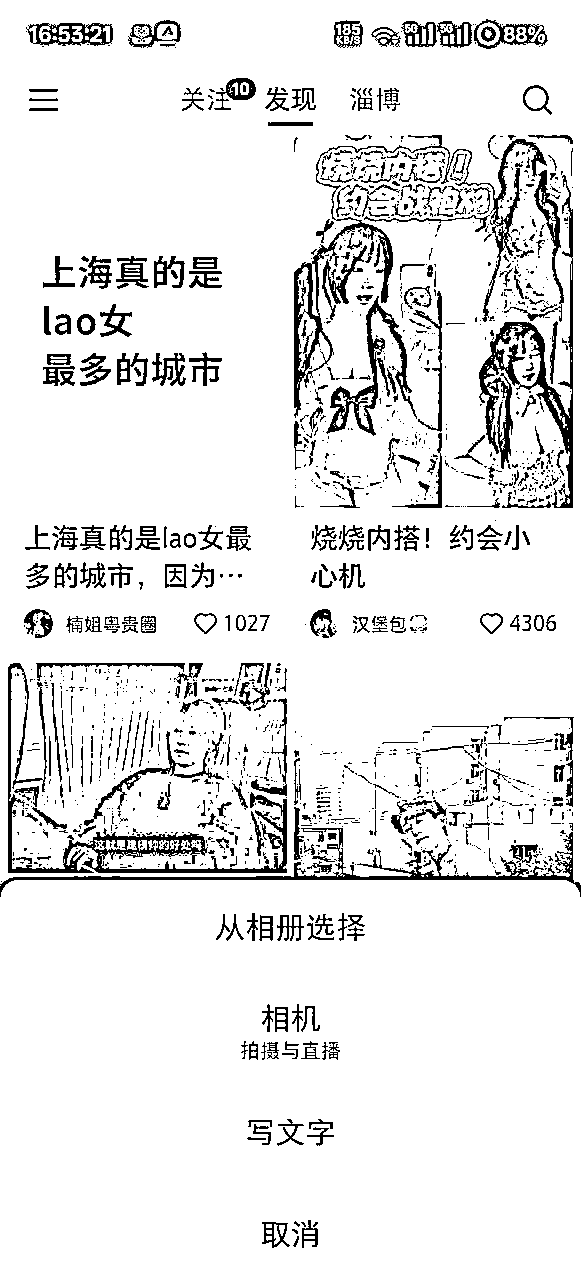 16:53:21
185 KB/S 5G 5G 88%
关注 10 发现 淄博
上海真的是
lao女
最多的城市
烧烧内搭！
约会战袍
上海真的是lao女最
多的城市，因为…
楠姐粤贵圈 1027
烧烧内搭！约会小
心机
汉堡包 4306
从相册选择
相机
拍摄与直播
写文字
取消